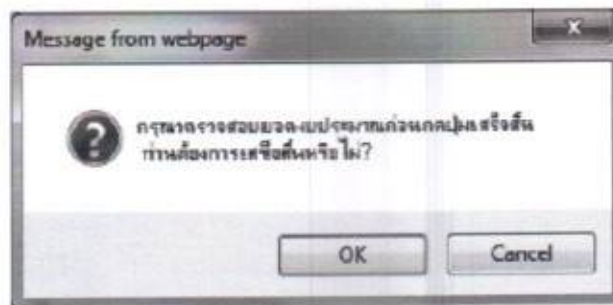 Message from webpage
x
กรุณาตรวจสอบยอดงบประมาณก่อนกดปุ่มเสร็จสิ้น
ท่านต้องการเสร็จสิ้นหรือไม่?
OK
Cancel